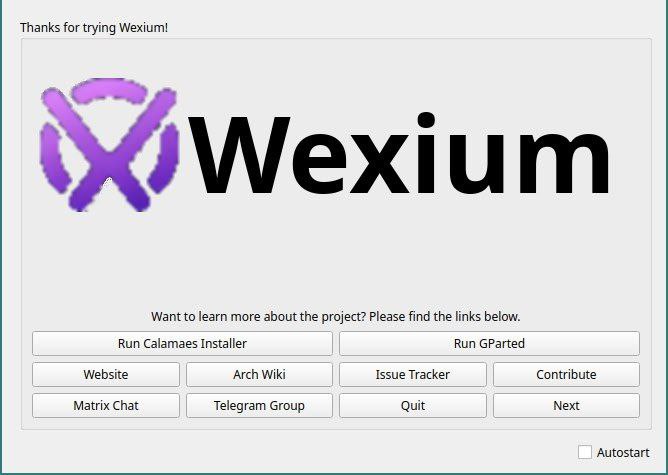 Thanks for trying Wexium!
Wexium
Want to learn more about the project? Please find the links below.
Run Calamaes Installer
Run GParted
Website
Arch Wiki
Issue Tracker
Contribute
Matrix Chat
Telegram Group
Quit
Next
Autostart